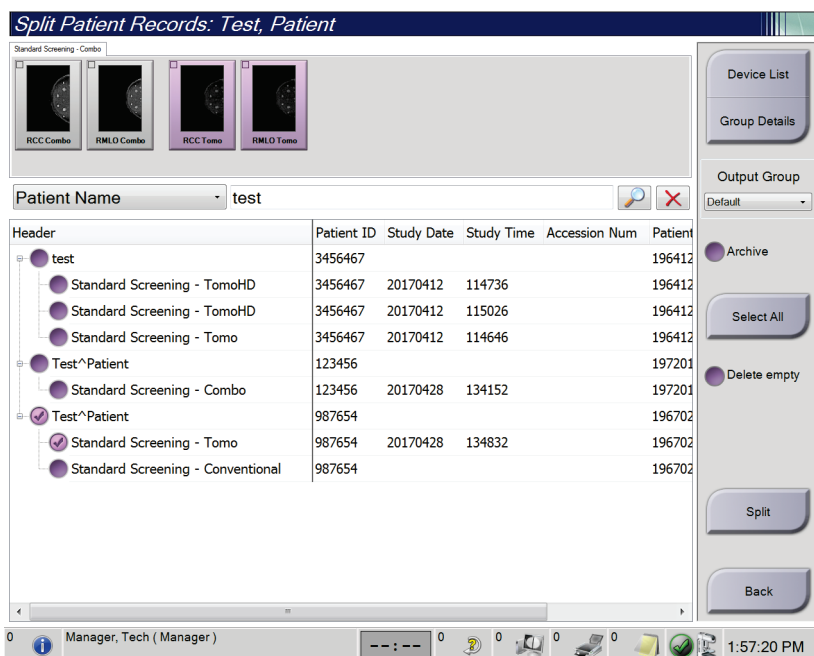 Split Patient Records: Test, Patient
Standard Screening - Combo
RCC Combo
RMLO Combo
RCC Tomo
RMLO Tomo
Device List
Group Details
Output Group
Default
Archive
Select All
Delete empty
Split
Back
Patient Name test
Header Patient ID Study Date Study Time Accession Num Patient
test 3456467 196412
Standard Screening - TomoHD 3456467 20170412 114736 196412
Standard Screening - TomoHD 3456467 20170412 115026 196412
Standard Screening - Tomo 3456467 20170412 114646 196412
Test^Patient 123456 197201
Standard Screening - Combo 123456 20170428 134152 197201
Test^Patient 987654 196702
Standard Screening - Tomo 987654 20170428 134832 196702
Standard Screening - Conventional 987654 196702
0 Manager, Tech ( Manager ) --:-- 0 0 0 0 1:57:20 PM